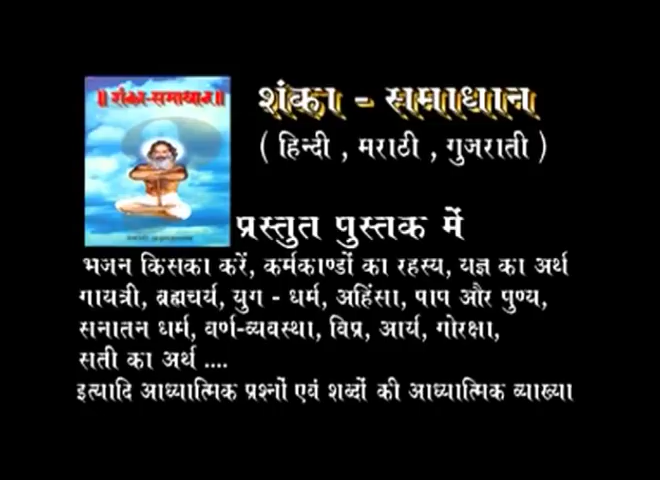 ॥ शंका-समाधान ॥
शंका - समाधान
( हिन्दी , मराठी , गुजराती )
प्रस्तुत पुस्तक में
भजन किसका करें, कर्मकाण्डों का रहस्य, यज्ञ का अर्थ
गायत्री, ब्रह्मचर्य, युग - धर्म, अहिंसा, पाप और पुण्य,
सनातन धर्म, वर्ण-व्यवस्था, विप्र, आर्य, गोरक्षा,
सती का अर्थ ....
इत्यादि आध्यात्मिक प्रश्नों एवं शब्दों की आध्यात्मिक व्याख्या